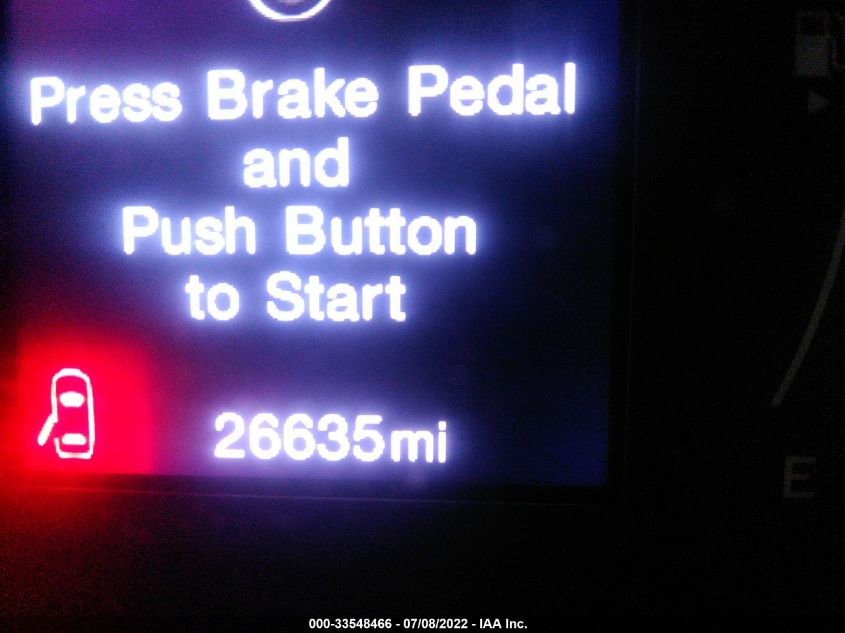 Press Brake Pedal
and
Push Button
to Start
26635mi
E
000-33548466 - 07/08/2022 - IAA Inc.